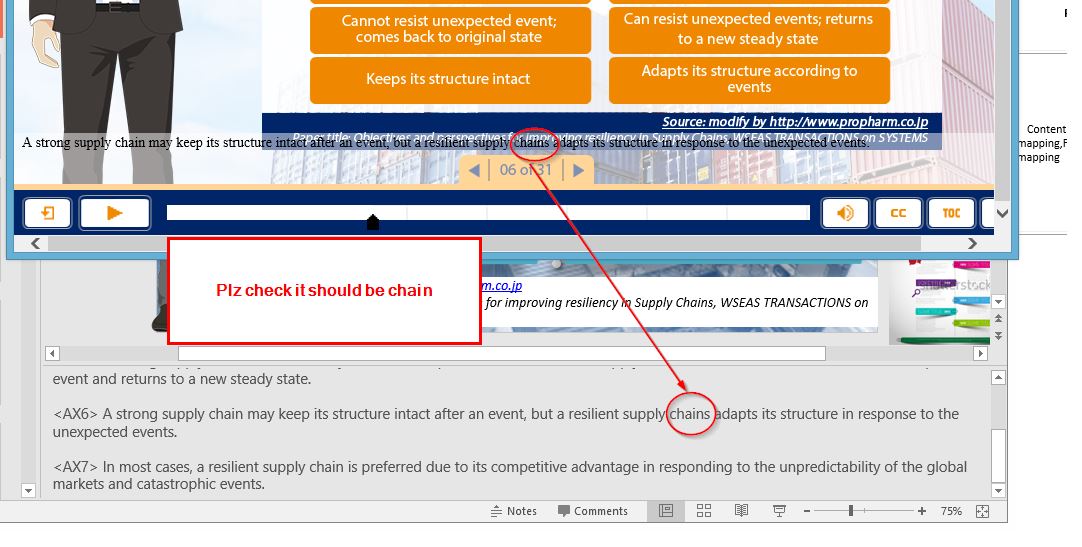 Cannot resist unexpected event;
comes back to original state
Can resist unexpected events; returns
to a new steady state
Keeps its structure intact
Adapts its structure according to
events
Source: modify by http://www.propharm.co.jp
Paper title: Objectives and perspectives for improving resiliency in Supply Chains, WSEAS TRANSACTIONS on SYSTEMS
A strong supply chain may keep its structure intact after an event, but a resilient supply chains adapts its structure in response to the unexpected events.
06 of 31
CC
TOC
Content
mapping,F
mapping
Plz check it should be chain
m.co.jp
for improving resiliency in Supply Chains, WSEAS TRANSACTIONS on
event and returns to a new steady state.
<AX6> A strong supply chain may keep its structure intact after an event, but a resilient supply chains adapts its structure in response to the
unexpected events.
<AX7> In most cases, a resilient supply chain is preferred due to its competitive advantage in responding to the unpredictability of the global
markets and catastrophic events.
Notes
Comments
75%